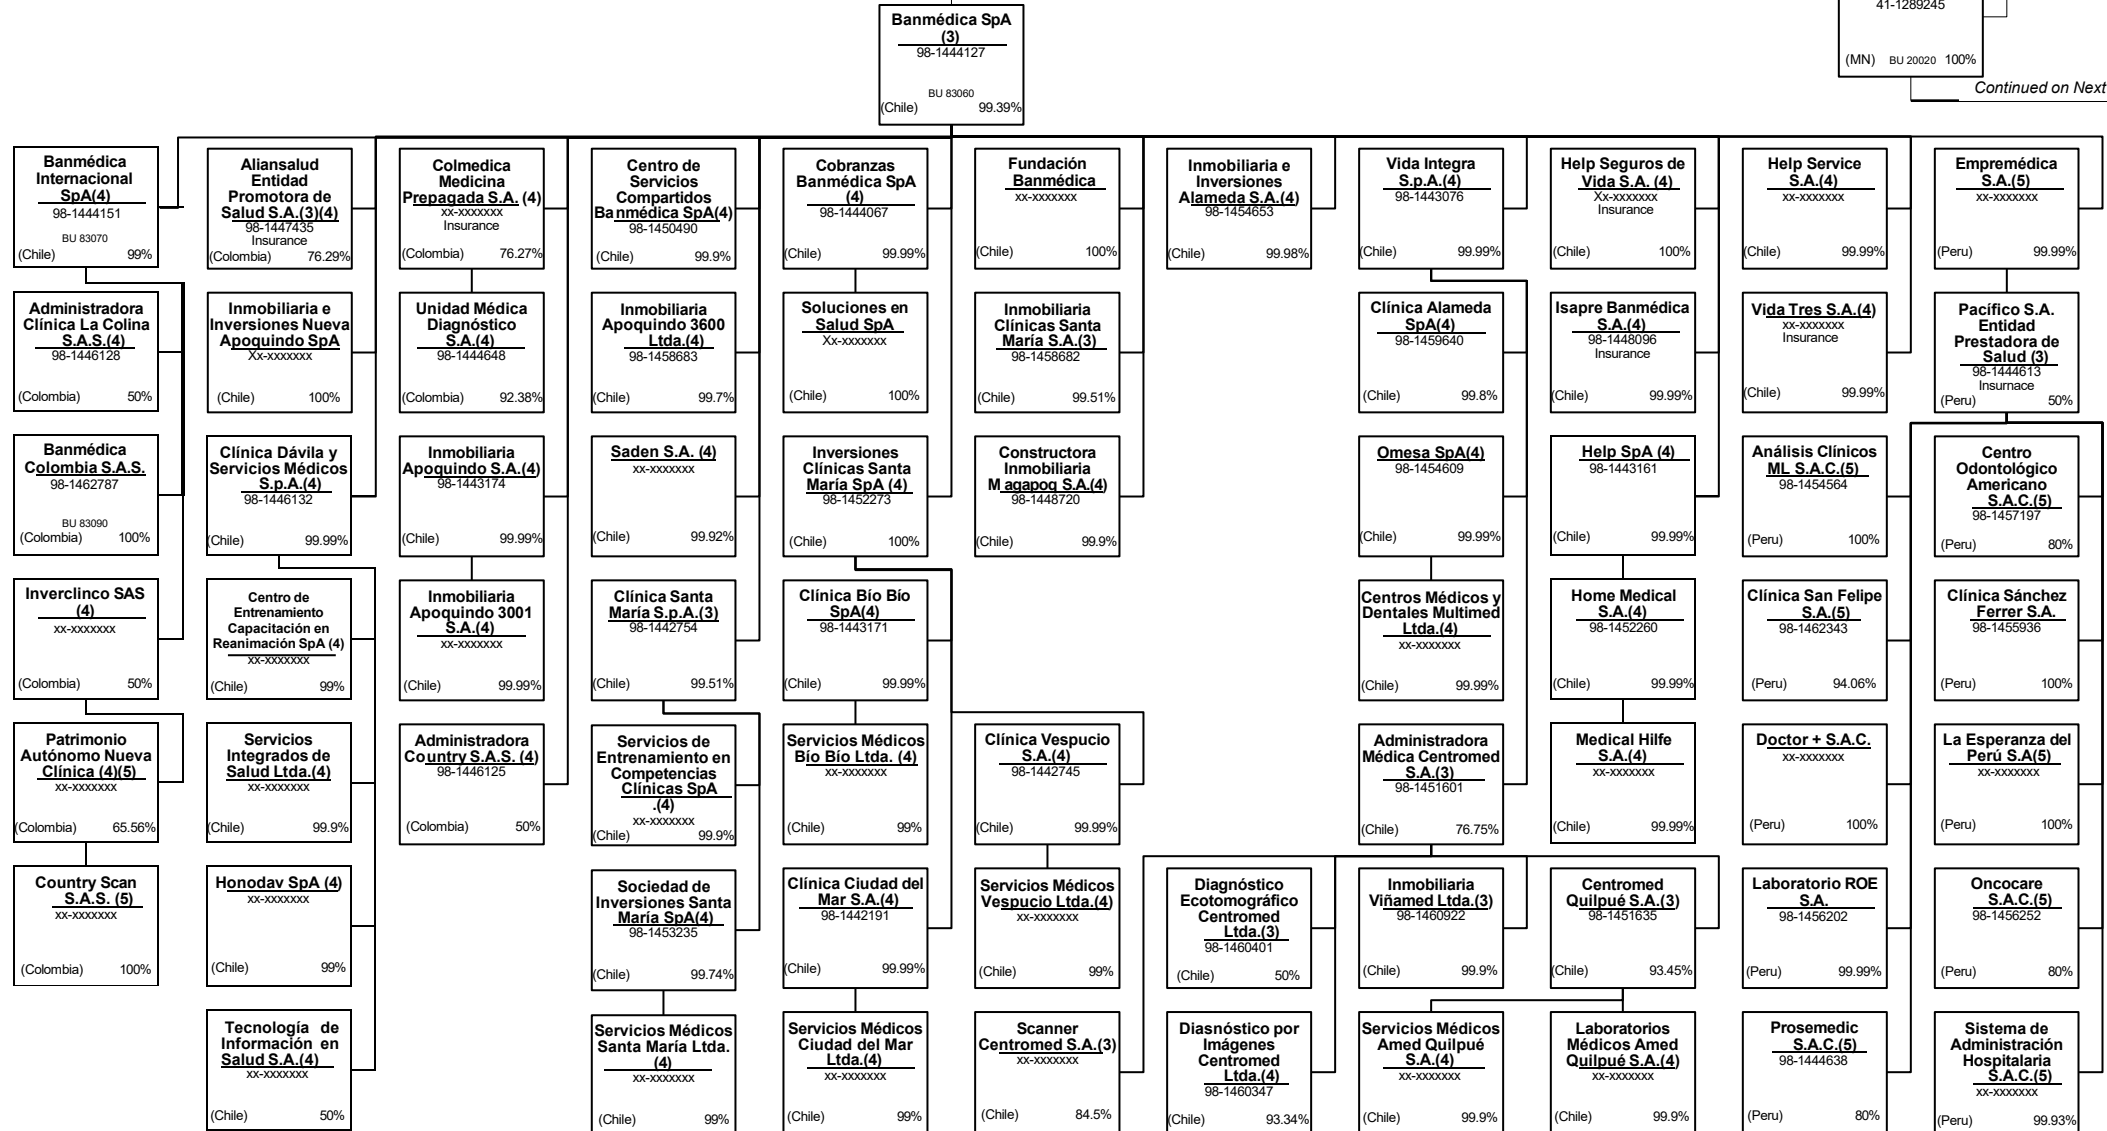 Banmédica SpA
(3)
98-1444127
BU 83060
(Chile) 99.39%
41-1289245
(MN) BU 20020 100%
Continued on Next
Banmédica
Internacional
SpA(4)
98-1444151
BU 83070
(Chile) 99%
Aliansalud
Entidad
Promotora de
Salud S.A.(3)(4)
98-1447435
Insurance
(Colombia) 76.29%
Colmedica
Medicina
Prepagada S.A. (4)
xx-xxxxxxx
Insurance
(Colombia) 76.27%
Centro de
Servicios
Compartidos
Banmédica SpA(4)
98-1450490
(Chile) 99.9%
Cobranzas
Banmédica SpA
(4)
98-1444067
(Chile) 99.99%
Fundación
Banmédica
xx-xxxxxxx
(Chile) 100%
Inmobiliaria e
Inversiones
Alameda S.A.(4)
98-1454653
(Chile) 99.98%
Vida Integra
S.p.A.(4)
98-1443076
(Chile) 99.99%
Help Seguros de
Vida S.A. (4)
Xx-xxxxxxx
Insurance
(Chile) 100%
Help Service
S.A.(4)
xx-xxxxxxx
(Chile) 99.99%
Empremédica
S.A.(5)
xx-xxxxxxx
(Peru) 99.99%
Administradora
Clínica La Colina
S.A.S.(4)
98-1446128
(Colombia) 50%
Inmobiliaria e
Inversiones Nueva
Apoquindo SpA
Xx-xxxxxxx
(Chile) 100%
Unidad Médica
Diagnóstico
S.A.(4)
98-1444648
(Colombia) 92.38%
Inmobiliaria
Apoquindo 3600
Ltda.(4)
98-1458683
(Chile) 99.7%
Soluciones en
Salud SpA
Xx-xxxxxxx
(Chile) 100%
Inmobiliaria
Clínicas Santa
María S.A.(3)
98-1458682
(Chile) 99.51%
Clínica Alameda
SpA(4)
98-1459640
(Chile) 99.8%
Isapre Banmédica
S.A.(4)
98-1448096
Insurance
(Chile) 99.99%
Vida Tres S.A.(4)
xx-xxxxxxx
Insurance
(Chile) 99.99%
Pacífico S.A.
Entidad
Prestadora de
Salud (3)
98-1444613
Insurnace
(Peru) 50%
Banmédica
Colombia S.A.S.
98-1462787
BU 83090
(Colombia) 100%
Clínica Dávila y
Servicios Médicos
S.p.A.(4)
98-1446132
(Chile) 99.99%
Inmobiliaria
Apoquindo S.A.(4)
98-1443174
(Chile) 99.99%
Saden S.A. (4)
xx-xxxxxxx
(Chile) 99.92%
Inversiones
Clínicas Santa
María SpA (4)
98-1452273
(Chile) 100%
Constructora
Inmobiliaria
Magapoq S.A.(4)
98-1448720
(Chile) 99.9%
Omesa SpA(4)
98-1454609
(Chile) 99.99%
Help SpA (4)
98-1443161
(Chile) 99.99%
Análisis Clínicos
ML S.A.C.(5)
98-1454564
(Peru) 100%
Centro
Odontológico
Americano
S.A.C.(5)
98-1457197
(Peru) 80%
Inverclinco SAS
(4)
xx-xxxxxxx
(Colombia) 50%
Centro de
Entrenamiento
Capacitación en
Reanimación SpA (4)
xx-xxxxxxx
(Chile) 99%
Inmobiliaria
Apoquindo 3001
S.A.(4)
xx-xxxxxxx
(Chile) 99.99%
Clínica Santa
María S.p.A.(3)
98-1442754
(Chile) 99.51%
Clínica Bío Bío
SpA(4)
98-1443171
(Chile) 99.99%
Centros Médicos y
Dentales Multimed
Ltda.(4)
xx-xxxxxxx
(Chile) 99.99%
Home Medical
S.A.(4)
98-1452260
(Chile) 99.99%
Clínica San Felipe
S.A.(5)
98-1462343
(Peru) 94.06%
Clínica Sánchez
Ferrer S.A.
98-1455936
(Peru) 100%
Patrimonio
Autónomo Nueva
Clínica (4)(5)
xx-xxxxxxx
(Colombia) 65.56%
Servicios
Integrados de
Salud Ltda.(4)
xx-xxxxxxx
(Chile) 99.9%
Administradora
Country S.A.S. (4)
98-1446125
(Colombia) 50%
Servicios de
Entrenamiento en
Competencias
Clínicas SpA
.(4)
xx-xxxxxxx
(Chile) 99.9%
Servicios Médicos
Bío Bío Ltda. (4)
xx-xxxxxxx
(Chile) 99%
Clínica Vespucio
S.A.(4)
98-1442745
(Chile) 99.99%
Administradora
Médica Centromed
S.A.(3)
98-1451601
(Chile) 76.75%
Medical Hilfe
S.A.(4)
xx-xxxxxxx
(Chile) 99.99%
Doctor + S.A.C.
xx-xxxxxxx
(Peru) 100%
La Esperanza del
Perú S.A(5)
xx-xxxxxxx
(Peru) 100%
Country Scan
S.A.S. (5)
xx-xxxxxxx
(Colombia) 100%
Honodav SpA (4)
xx-xxxxxxx
(Chile) 99%
Sociedad de
Inversiones Santa
María SpA(4)
98-1453235
(Chile) 99.74%
Clínica Ciudad del
Mar S.A.(4)
98-1442191
(Chile) 99.99%
Servicios Médicos
Vespucio Ltda.(4)
xx-xxxxxxx
(Chile) 99%
Diagnóstico
Ecotomográfico
Centromed
Ltda.(3)
98-1460401
(Chile) 50%
Inmobiliaria
Viñamed Ltda.(3)
98-1460922
(Chile) 99.9%
Centromed
Quilpué S.A.(3)
98-1451635
(Chile) 93.45%
Laboratorio ROE
S.A.
98-1456202
(Peru) 99.99%
Oncocare
S.A.C.(5)
98-1456252
(Peru) 80%
Tecnología de
Información en
Salud S.A.(4)
xx-xxxxxxx
(Chile) 50%
Servicios Médicos
Santa María Ltda.
(4)
xx-xxxxxxx
(Chile) 99%
Servicios Médicos
Ciudad del Mar
Ltda.(4)
xx-xxxxxxx
(Chile) 99%
Scanner
Centromed S.A.(3)
xx-xxxxxxx
(Chile) 84.5%
Diasnóstico por
Imágenes
Centromed
Ltda.(4)
98-1460347
(Chile) 93.34%
Servicios Médicos
Amed Quilpué
S.A.(4)
xx-xxxxxxx
(Chile) 99.9%
Laboratorios
Médicos Amed
Quilpué S.A.(4)
xx-xxxxxxx
(Chile) 99.9%
Prosemedic
S.A.C.(5)
98-1444638
(Peru) 80%
Sistema de
Administración
Hospitalaria
S.A.C.(5)
xx-xxxxxxx
(Peru) 99.93%